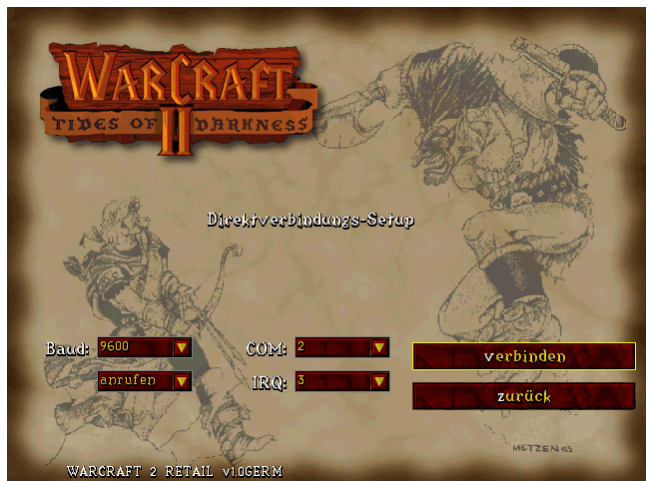 WARCRAFT
TIDES OF II DARKNESS
Direktverbindungs-Setup
Baud: 9600
COM: 2
verbinden
anrufen
IRQ: 3
zurück
METZEN 95
WARCRAFT 2 RETAIL v1.0GERM